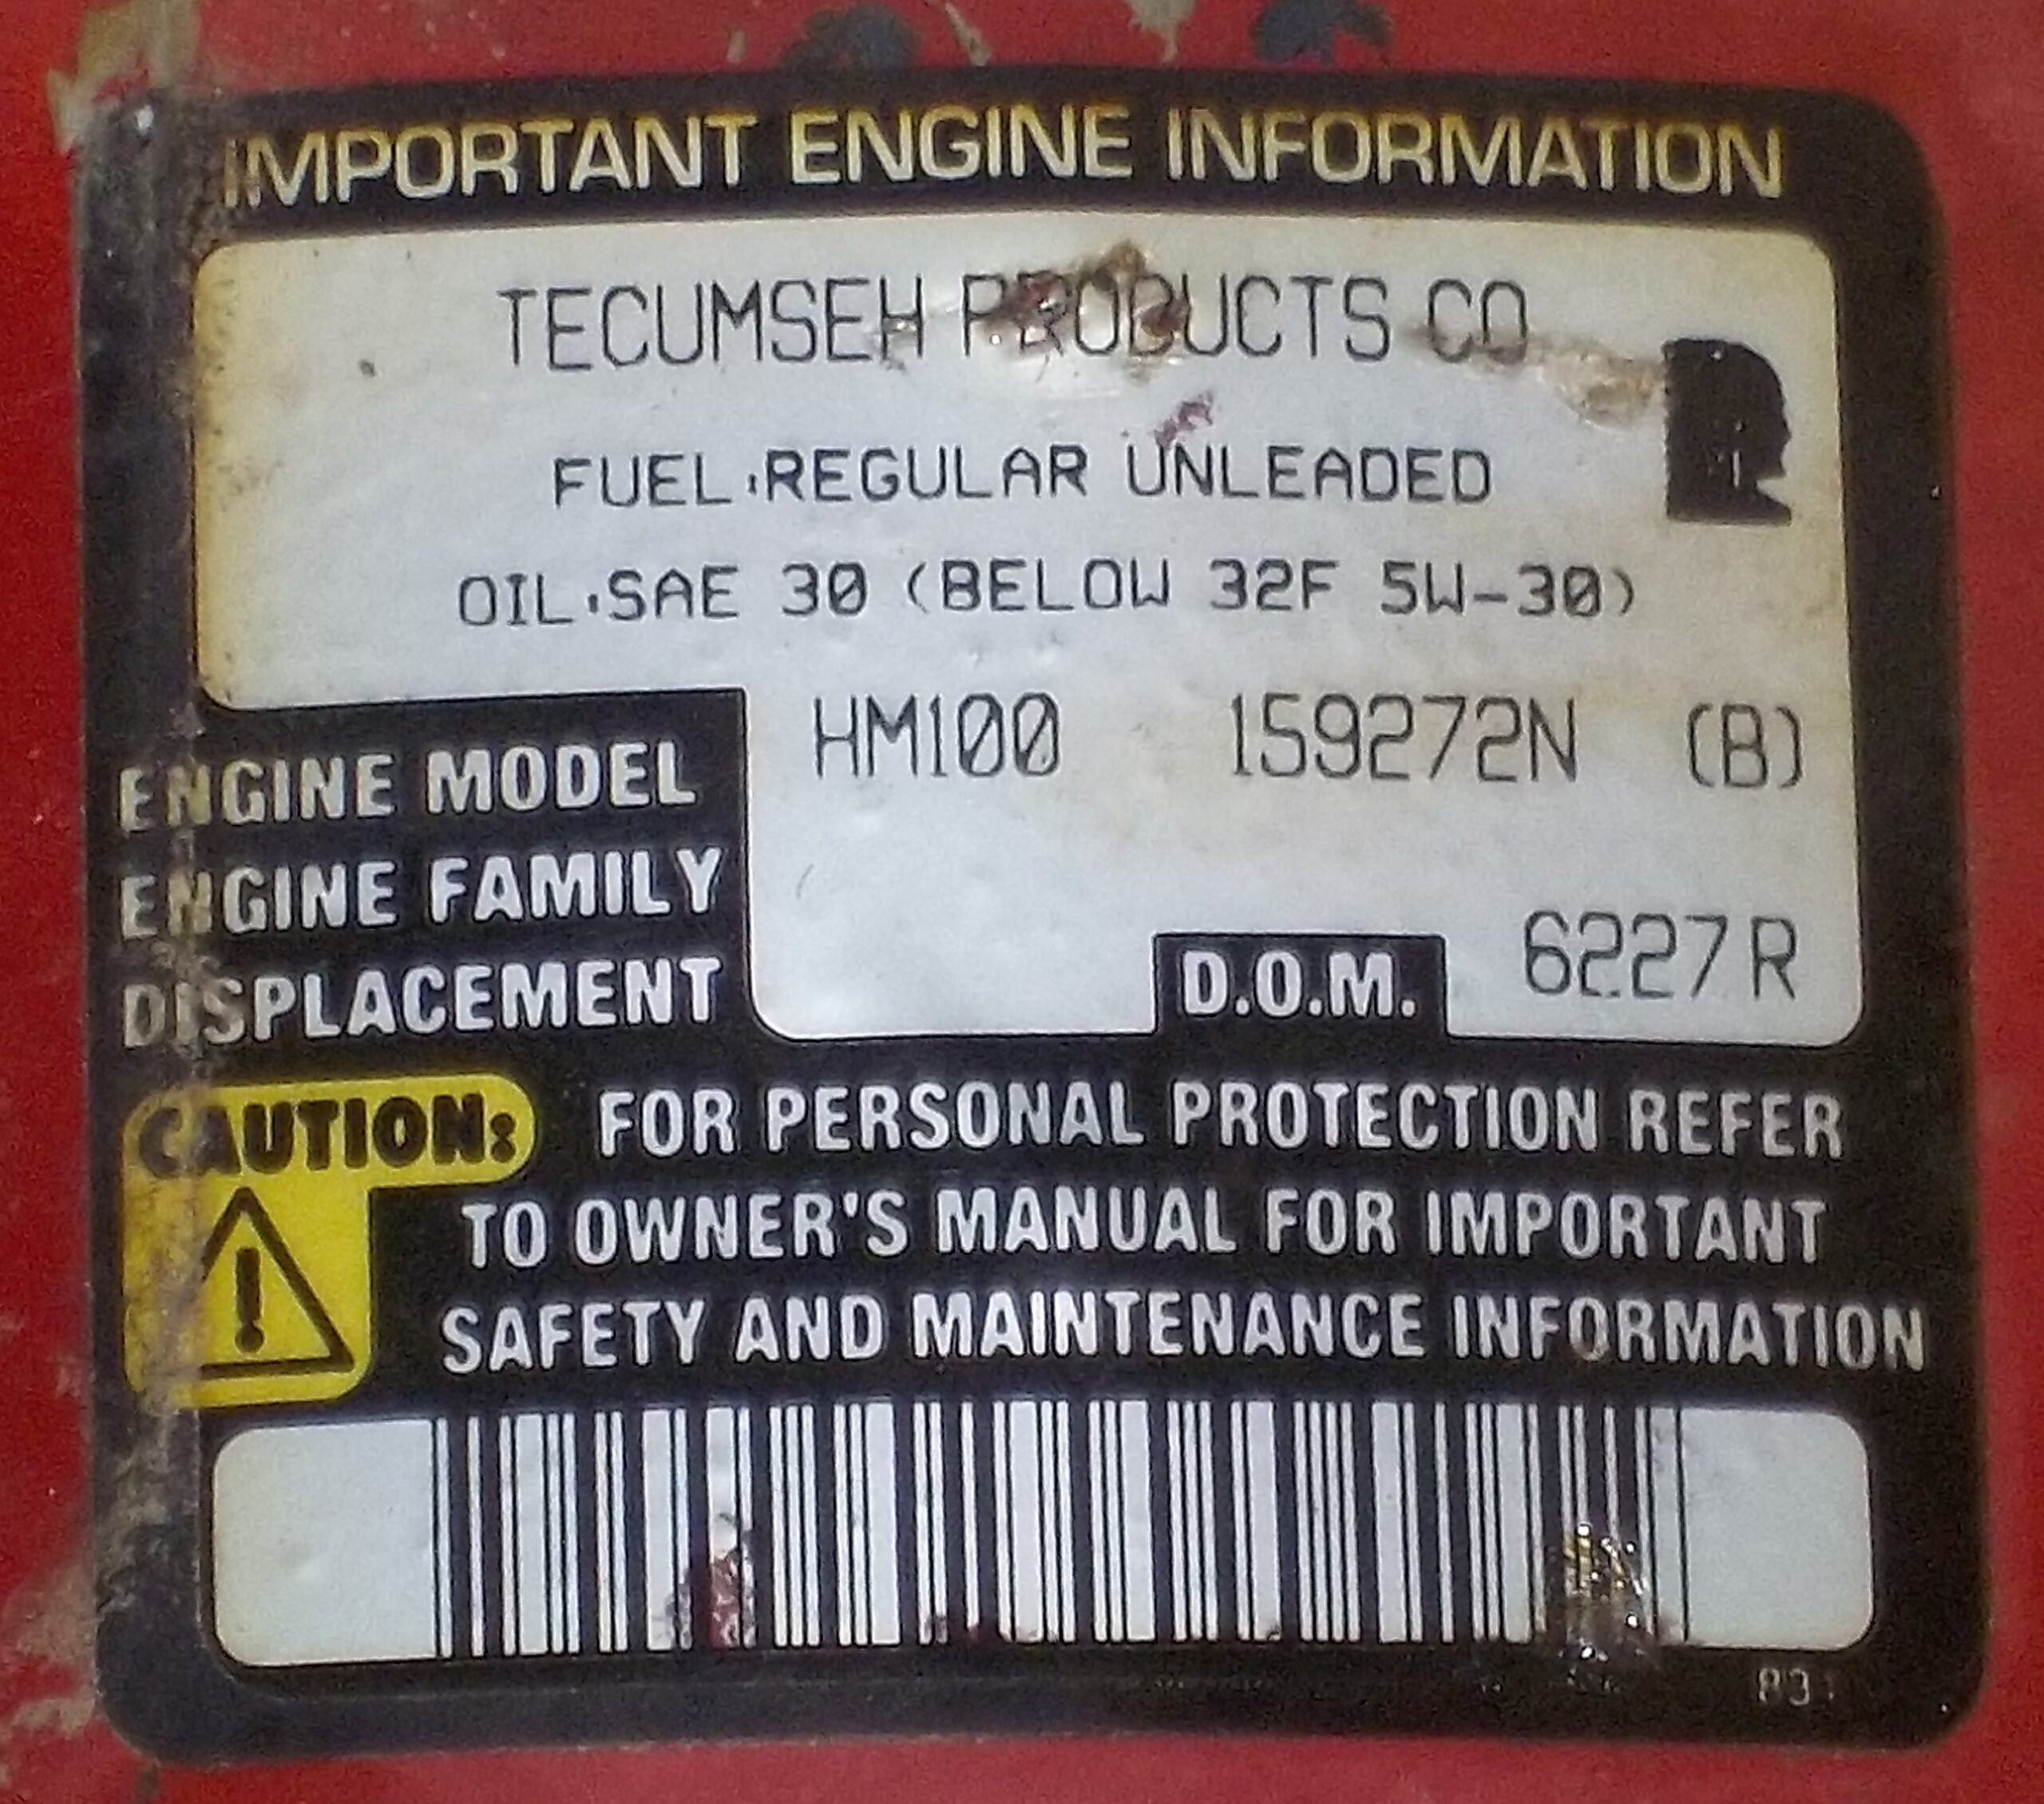 IMPORTANT ENGINE INFORMATION
TECUMSEH PRODUCTS CO
FUEL:REGULAR UNLEADED
OIL:SAE 30 (BELOW 32F 5W-30)
ENGINE MODEL HM100 159272N (B)
ENGINE FAMILY
DISPLACEMENT D.O.M. 6227 R
CAUTION: FOR PERSONAL PROTECTION REFER
TO OWNER'S MANUAL FOR IMPORTANT
SAFETY AND MAINTENANCE INFORMATION